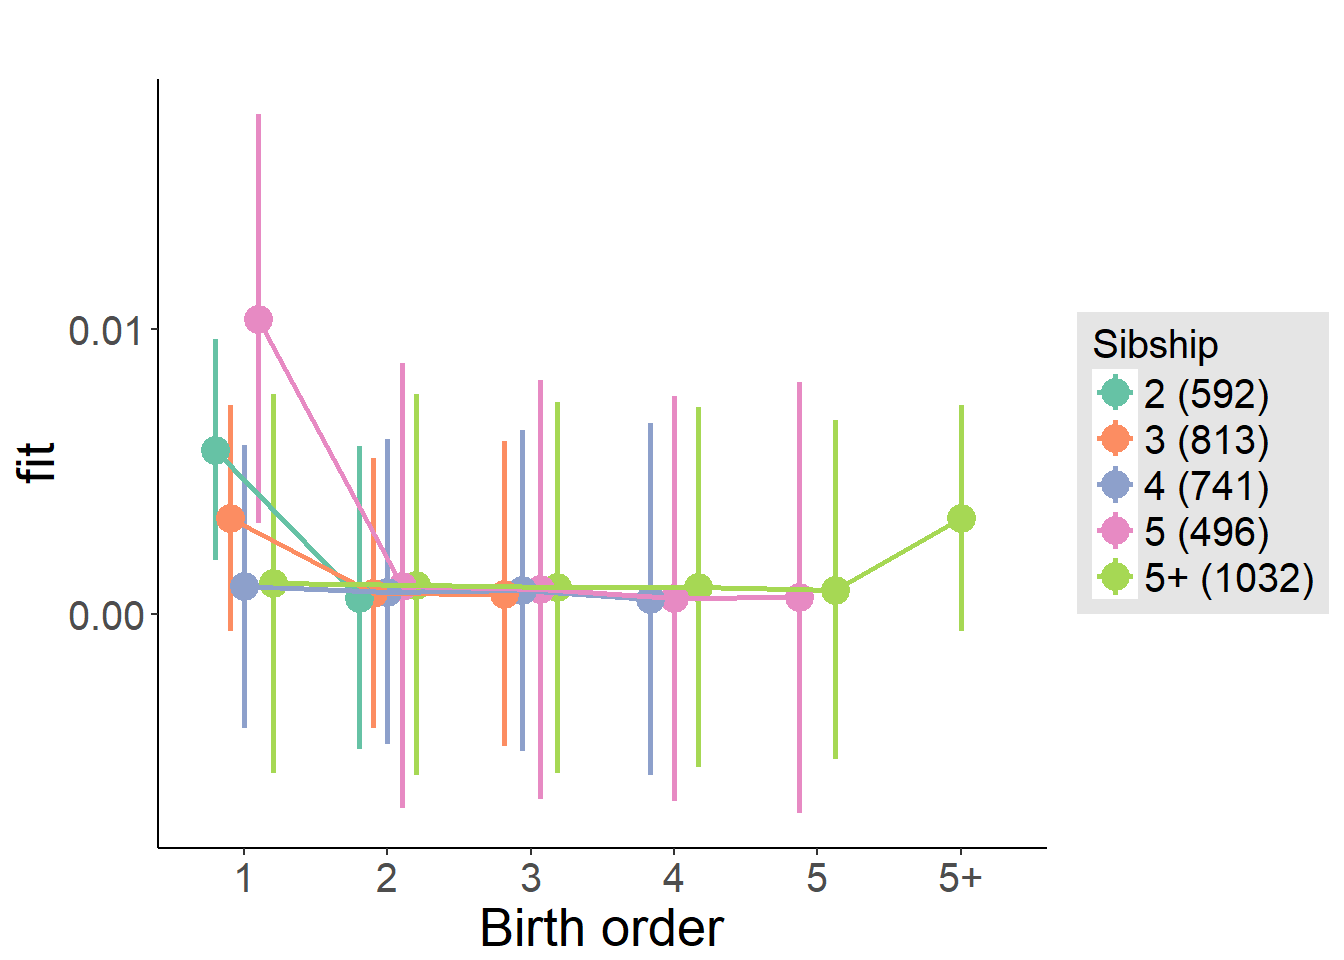 fit
0.01
0.00
1 2 3 4 5 5+
Birth order
Sibship
2 (592)
3 (813)
4 (741)
5 (496)
5+ (1032)